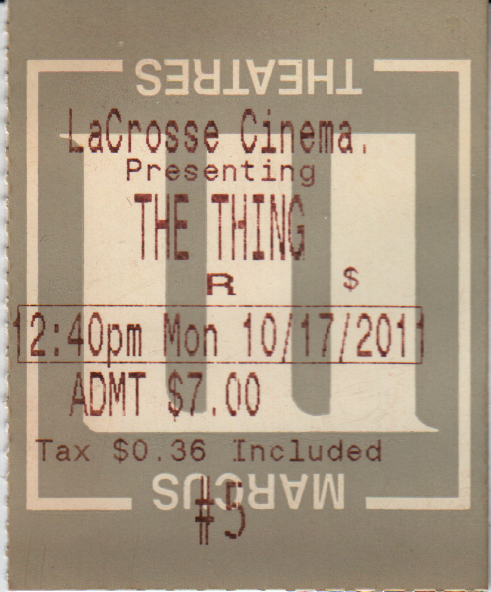 THEATRES
LaCrosse Cinema.
Presenting
THE THING
R $
12:40pm Mon 10/17/2011
ADMT $7.00
Tax $0.36 Included
MARCUS
#5